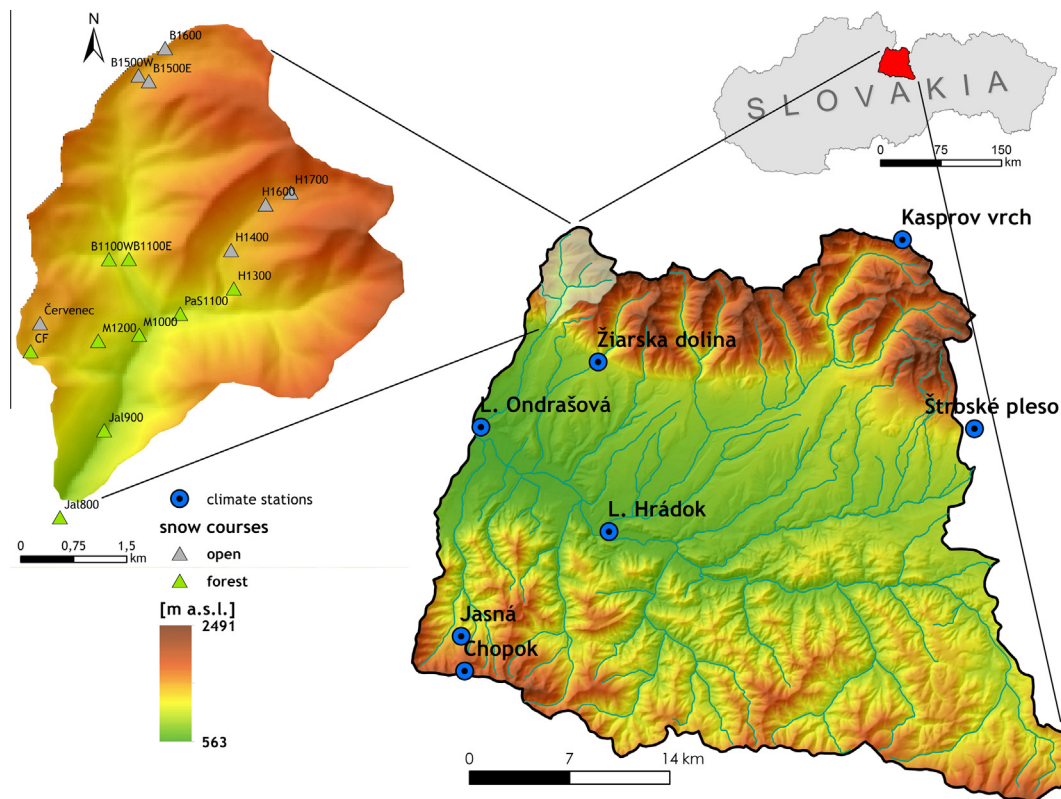 N
B1600
B1500W
B1500E
H1700
H1600
H1400
B1100WB1100E
H1300
PaS1100
Červenec
M1000
M1200
CF
Jal900
Jal800
0 0,75 1,5
km
climate stations
snow courses
open
forest
[m a.s.l.]
2491
563
SLOVAKIA
0 75 150
km
Kasprov vrch
Žiarska dolina
L. Ondrašová
Štrbské pleso
L. Hrádok
Jasná
Chopok
0 7 14 km